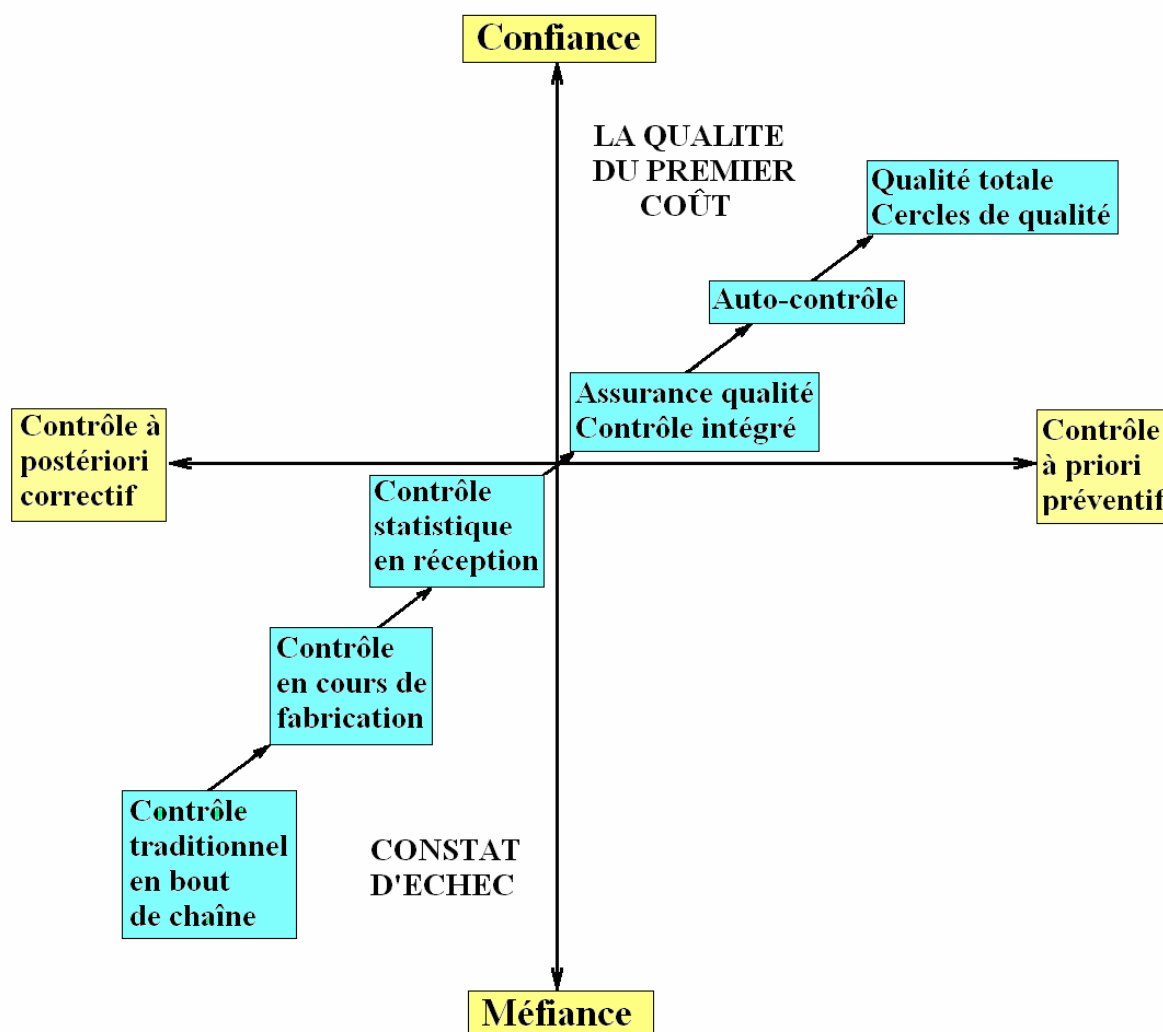 Confiance
LA QUALITE
DU PREMIER
COÛT
Qualité totale
Cercles de qualité
Auto-contrôle
Assurance qualité
Contrôle intégré
Contrôle à
postériori
correctif
Contrôle
à priori
préventif
Contrôle
statistique
en réception
Contrôle
en cours de
fabrication
Contrôle
traditionnel
en bout
de chaîne
CONSTAT
D'ECHEC
Méfiance